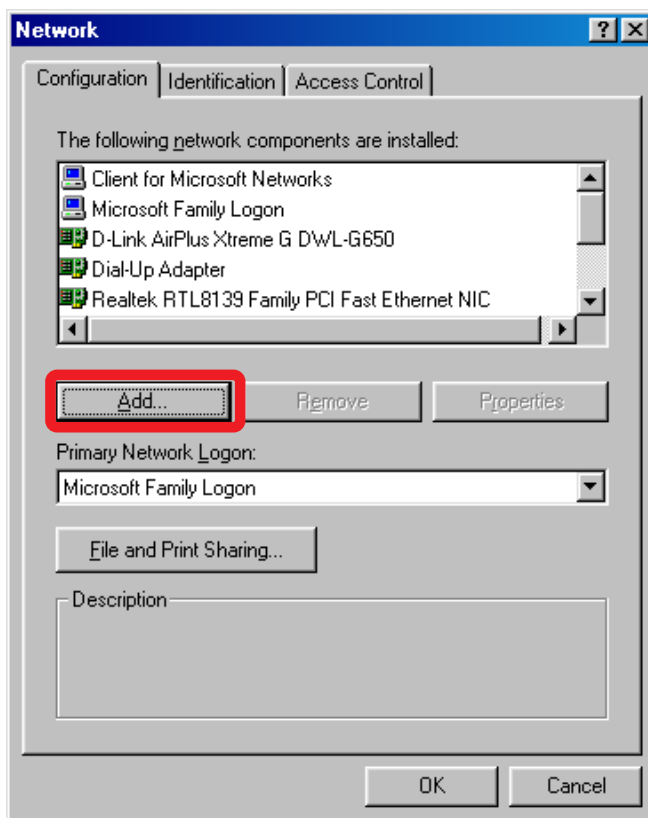 Network
Configuration Identification Access Control
The following network components are installed:
Client for Microsoft Networks
Microsoft Family Logon
D-Link AirPlus Xtreme G DWL-G650
Dial-Up Adapter
Realtek RTL8139 Family PCI Fast Ethernet NIC
Add... Remove Properties
Primary Network Logon:
Microsoft Family Logon
File and Print Sharing...
Description
OK Cancel